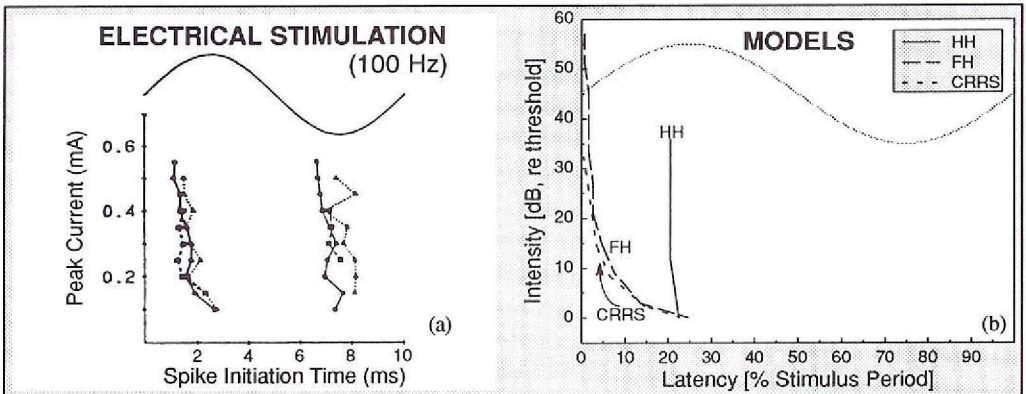 ELECTRICAL STIMULATION
(100 Hz)
Peak Current (mA)
0.6
0.4
0.2
2
4
6
8
10
Spike Initiation Time (ms)
(a)
MODELS
HH
FH
CRRS
Intensity [dB, re threshold]
60
50
40
30
20
10
0
HH
FH
CRRS
(b)
0
10
20
30
40
50
60
70
80
90
Latency [% Stimulus Period]